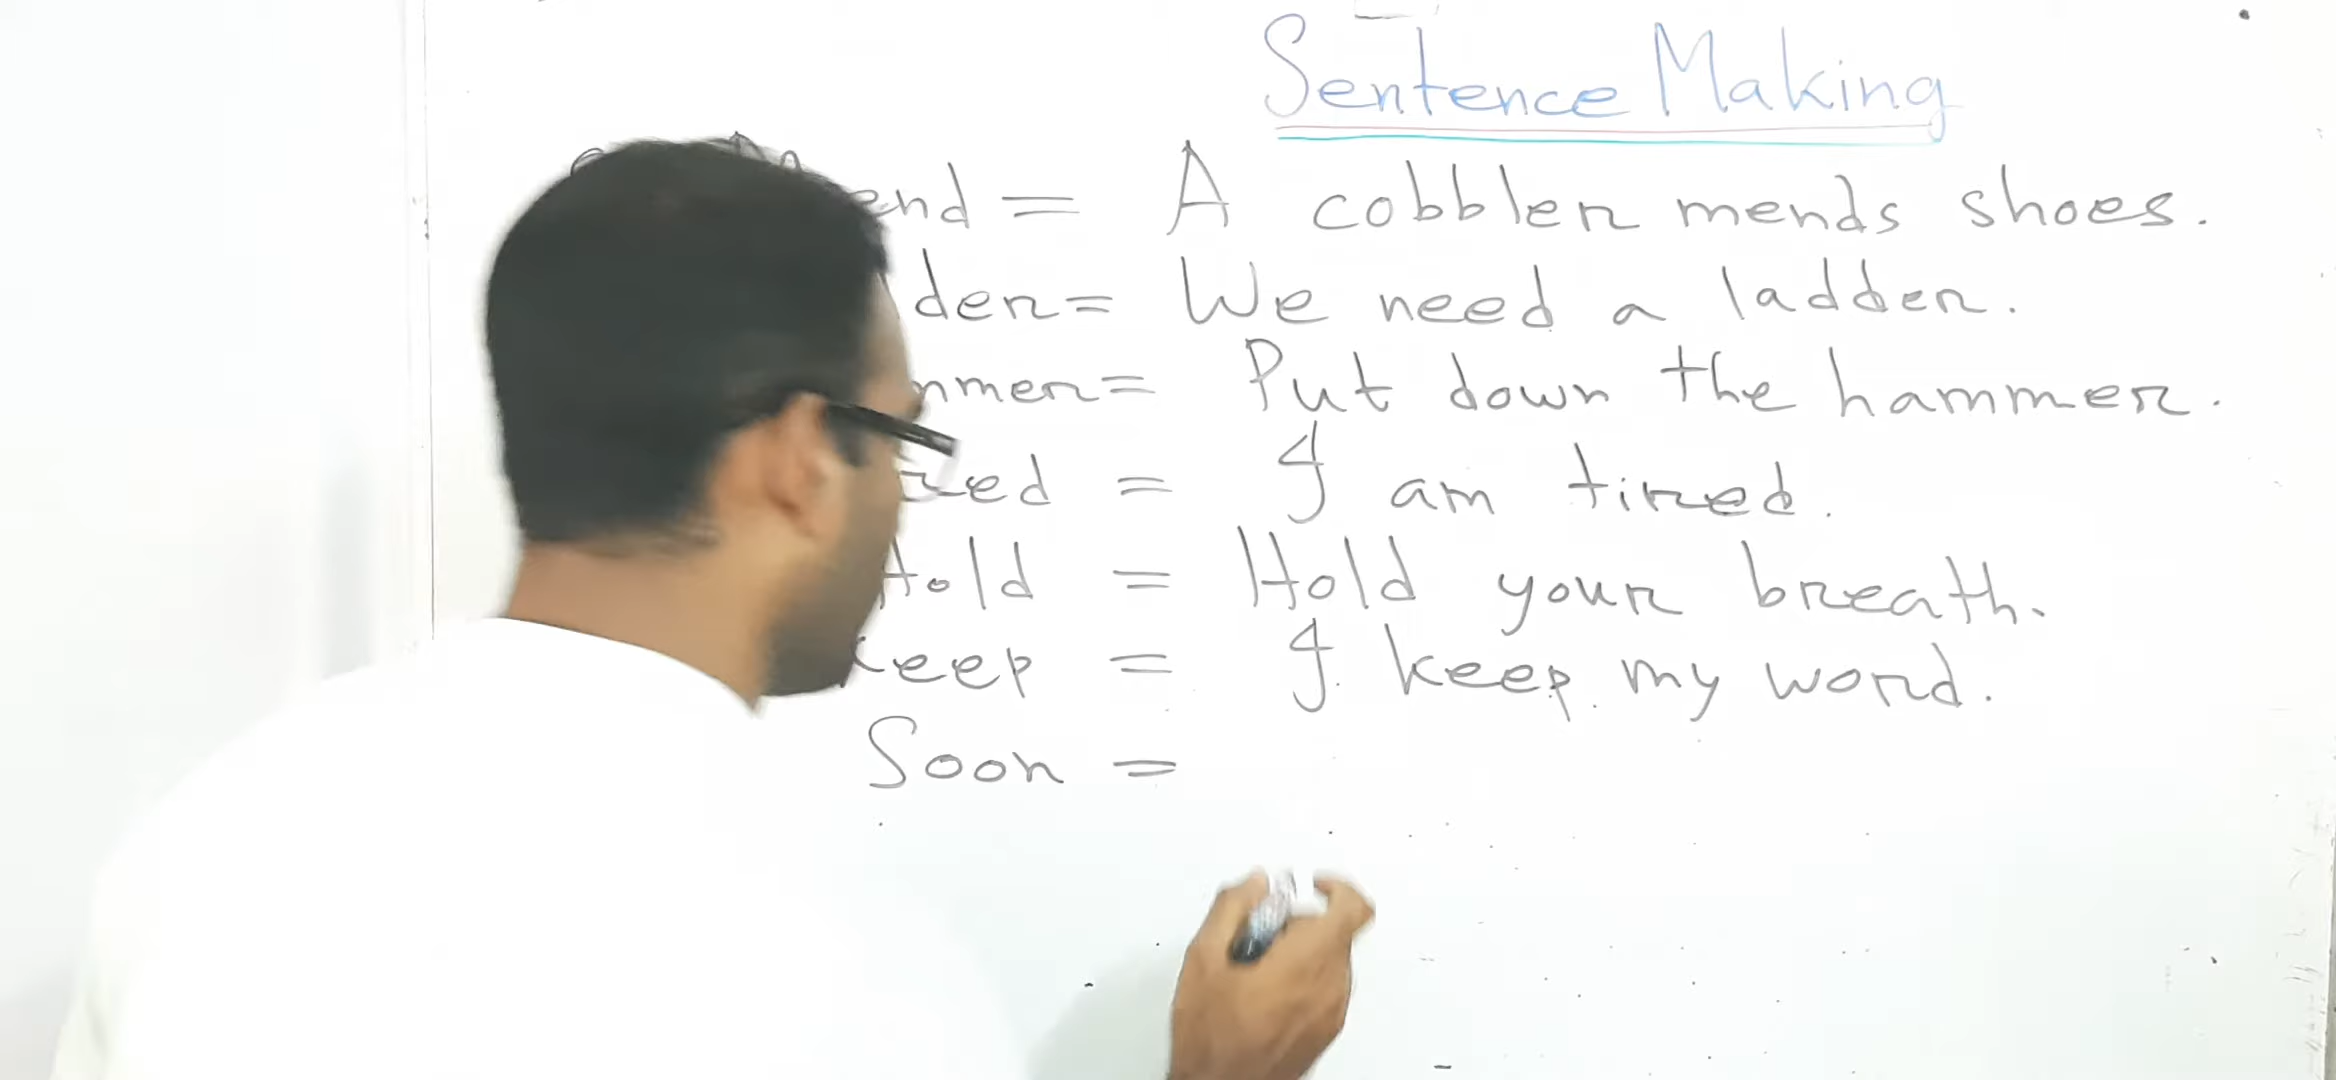 Sentence Making
end = A cobbler mends shoes.
der= We need a ladder.
mmer= Put down the hammer.
red = I am tired.
Hold = Hold your breath.
Keep = I keep my word.
Soon =